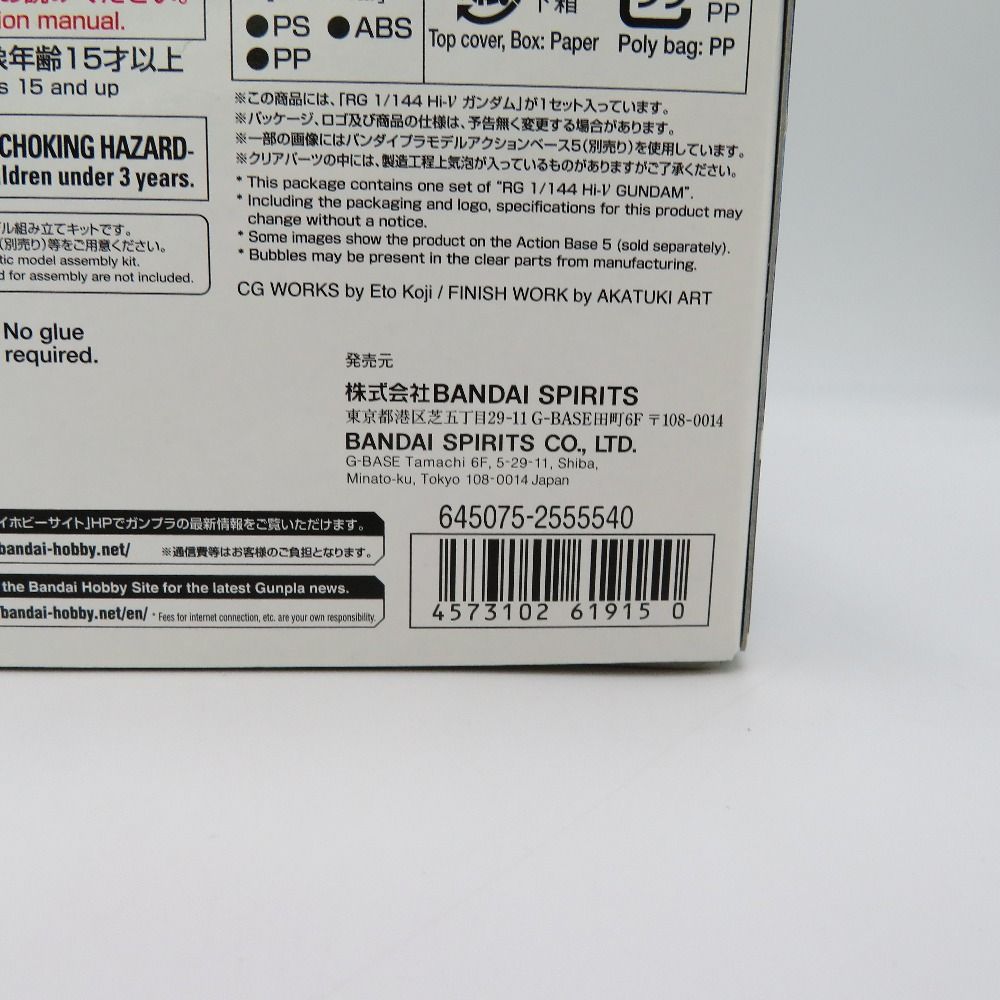 お読みください。
ion manual.
象年齢15才以上
s 15 and up
CHOKING HAZARD-
ldren under 3 years.
ル組み立てキットです。
(別売り)等をご用意ください。
tic model assembly kit.
d for assembly are not included.
No glue
required.
●PS ●ABS
●PP
下箱
Top cover, Box: Paper
PP
Poly bag: PP
※この商品には、「RG 1/144 Hi-ν ガンダム」が1セット入っています。
※パッケージ、ロゴ及び商品の仕様は、予告無く変更する場合があります。
※一部の画像にはバンダイプラモデルアクションベース5(別売り)を使用しています。
※クリアパーツの中には、製造工程上気泡が入っているものがありますがご了承ください。
* This package contains one set of "RG 1/144 Hi-ν GUNDAM".
* Including the packaging and logo, specifications for this product may
change without a notice.
* Some images show the product on the Action Base 5 (sold separately).
* Bubbles may be present in the clear parts from manufacturing.
CG WORKS by Eto Koji / FINISH WORK by AKATUKI ART
発売元
株式会社BANDAI SPIRITS
東京都港区芝五丁目29-11 G-BASE田町6F 〒108-0014
BANDAI SPIRITS CO., LTD.
G-BASE Tamachi 6F, 5-29-11, Shiba,
Minato-ku, Tokyo 108-0014 Japan
イホビーサイト」HPでガンプラの最新情報をご覧いただけます。
bandai-hobby.net/ ※通信費等はお客様のご負担となります。
the Bandai Hobby Site for the latest Gunpla news.
bandai-hobby.net/en/ * Fees for internet connection, etc. are your own responsibility.
645075-2555540
4573102 61915 0